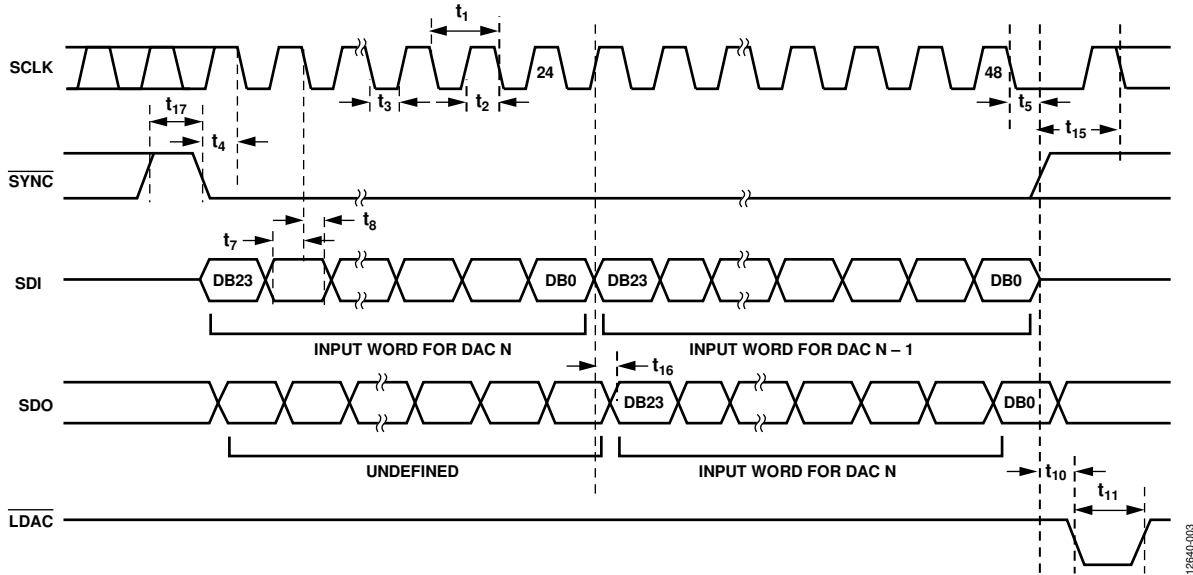 t1
SCLK
24
48
t3
t2
t5
t17
t4
t15
SYNC
t8
t7
SDI
DB23
DB0
DB23
DB0
INPUT WORD FOR DAC N
INPUT WORD FOR DAC N – 1
t16
SDO
DB23
DB0
UNDEFINED
INPUT WORD FOR DAC N
t10
t11
LDAC
12640-003